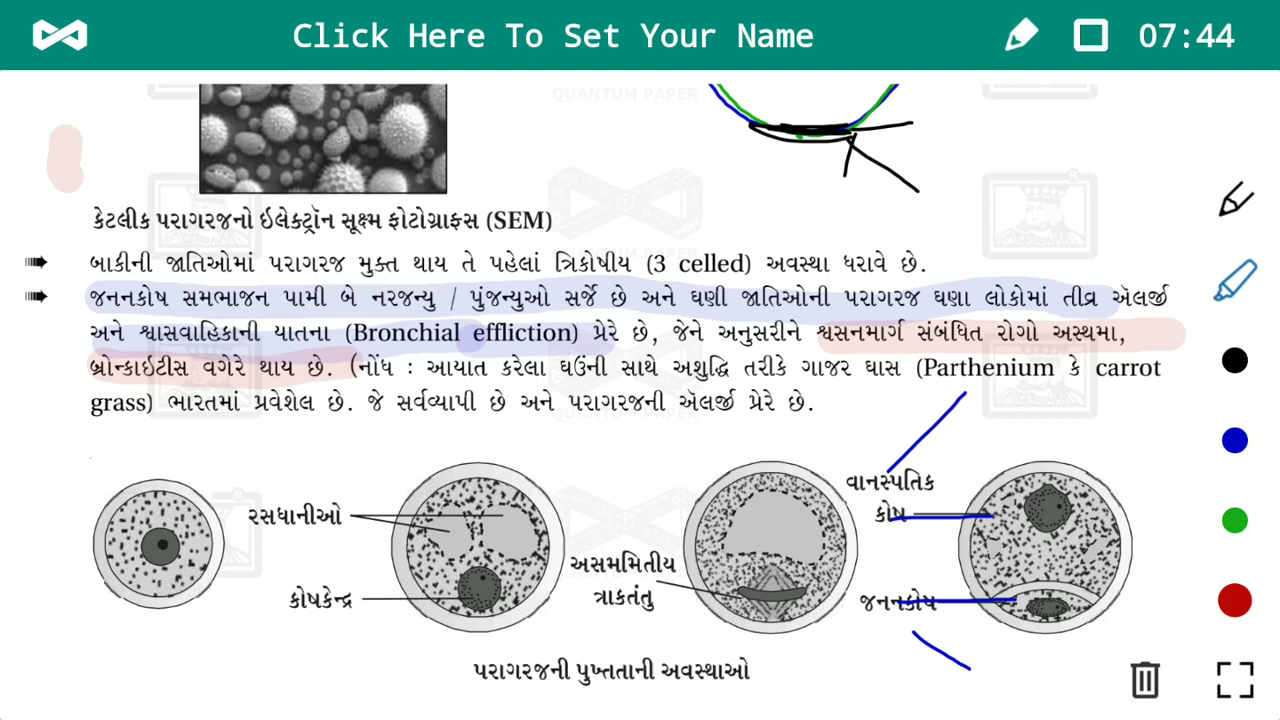 Click Here To Set Your Name
07:44
QUANTUM PAPER
કેટલીક પરાગરજનો ઈલેક્ટ્રૉન સૂક્ષ્મ ફોટોગ્રાફ્સ (SEM)
બાકીની જાતિઓમાં પરાગરજ મુક્ત થાય તે પહેલાં ત્રિકોષીય (3 celled) અવસ્થા ધરાવે છે.
જનનકોષ સમભાજન પામી બે નરજન્યુ / પુંજન્યુઓ સર્જે છે અને ઘણી જાતિઓની પરાગરજ ઘણા લોકોમાં તીવ્ર ઍલર્જી
અને શ્વાસવાહિકાની યાતના (Bronchial effliction) પ્રેરે છે, જેને અનુસરીને શ્વસનમાર્ગ સંબંધિત રોગો અસ્થમા,
બ્રોન્કાઇટીસ વગેરે થાય છે. (નોંધ : આયાત કરેલા ઘઉંની સાથે અશુદ્ધિ તરીકે ગાજર ઘાસ (Parthenium કે carrot
grass) ભારતમાં પ્રવેશેલ છે. જે સર્વવ્યાપી છે અને પરાગરજની ઍલર્જી પ્રેરે છે.
રસધાનીઓ
કોષકેન્દ્ર
અસમમિતીય
ત્રાકતંતુ
વાનસ્પતિક
કોષ
જનનકોષ
પરાગરજની પુખ્તતાની અવસ્થાઓ